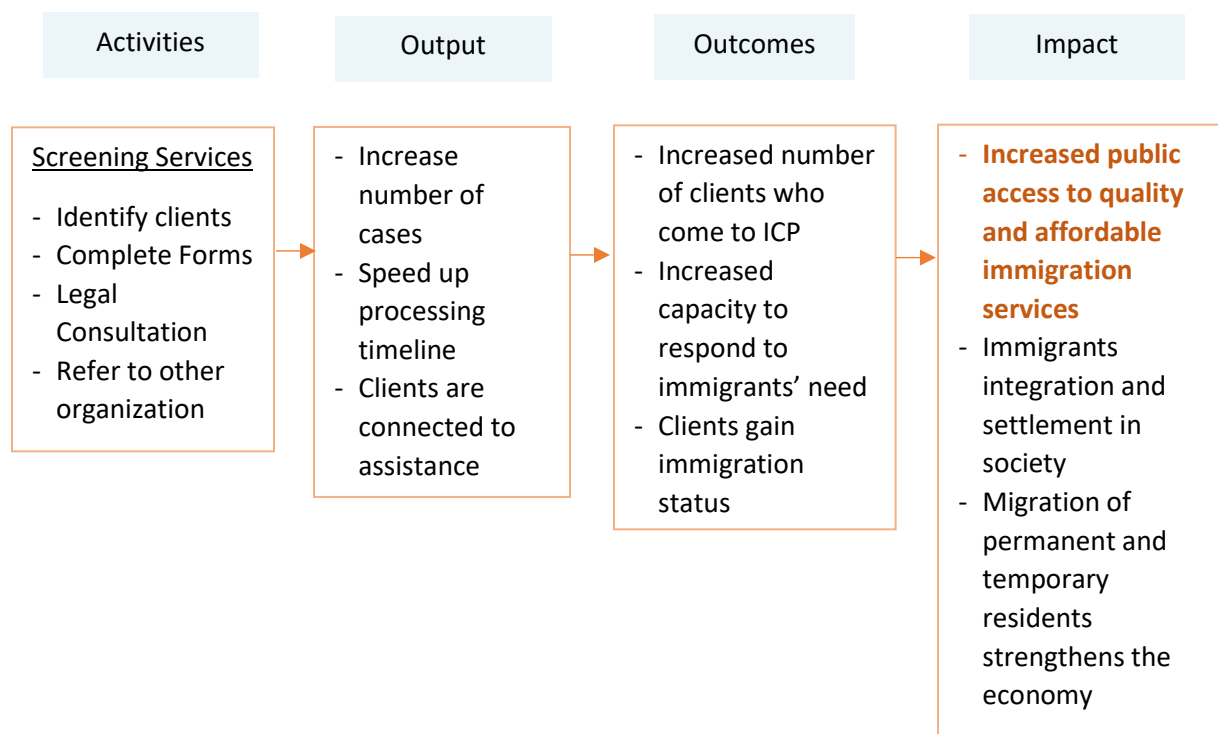 Activities
Output
Outcomes
Impact
Screening Services
- Identify clients
- Complete Forms
- Legal
Consultation
- Refer to other
organization
- Increase
number of
cases
- Speed up
processing
timeline
- Clients are
connected to
assistance
- Increased number
of clients who
come to ICP
- Increased
capacity to
respond to
immigrants’ need
- Clients gain
immigration
status
- Increased public
access to quality
and affordable
immigration
services
- Immigrants
integration and
settlement in
society
- Migration of
permanent and
temporary
residents
strengthens the
economy